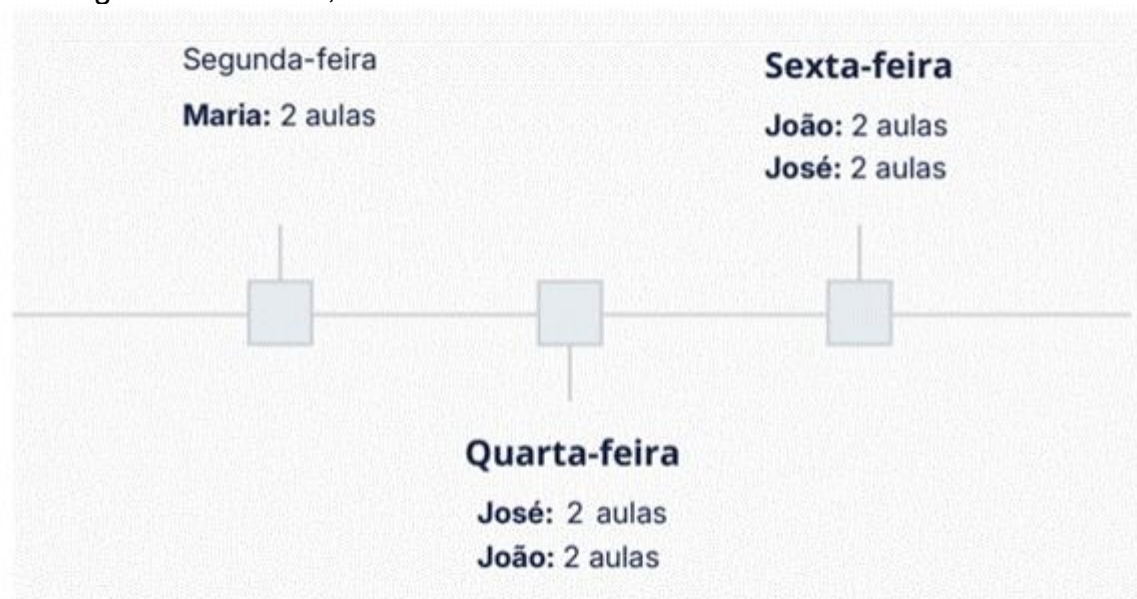 Segunda-feira
Maria: 2 aulas
Sexta-feira
João: 2 aulas
José: 2 aulas
Quarta-feira
José: 2 aulas
João: 2 aulas